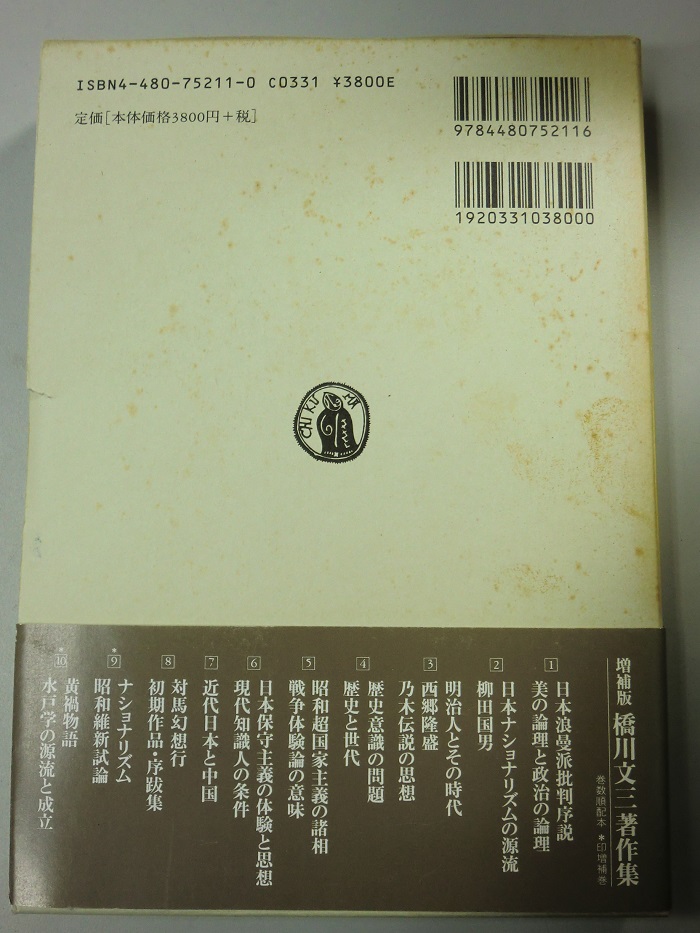 ISBN4-480-75211-0 C0331 ¥3800E
定価[本体価格3800円+税]
9784480752116
1920331038000
CHIKUMA
増補版 橋川文三著作集
巻数順配本 *印増補巻
1 日本浪曼派批判序説
美の論理と政治の論理
2 日本ナショナリズムの源流
柳田国男
3 明治人とその時代
西郷隆盛
乃木伝説の思想
4 歴史意識の問題
歴史と世代
5 昭和超国家主義の諸相
戦争体験論の意味
6 日本保守主義の体験と思想
現代知識人の条件
7 近代日本と中国
8 対馬幻想行
初期作品・序跋集
*9 ナショナリズム
昭和維新試論
*10 黄禍物語
水戸学の源流と成立